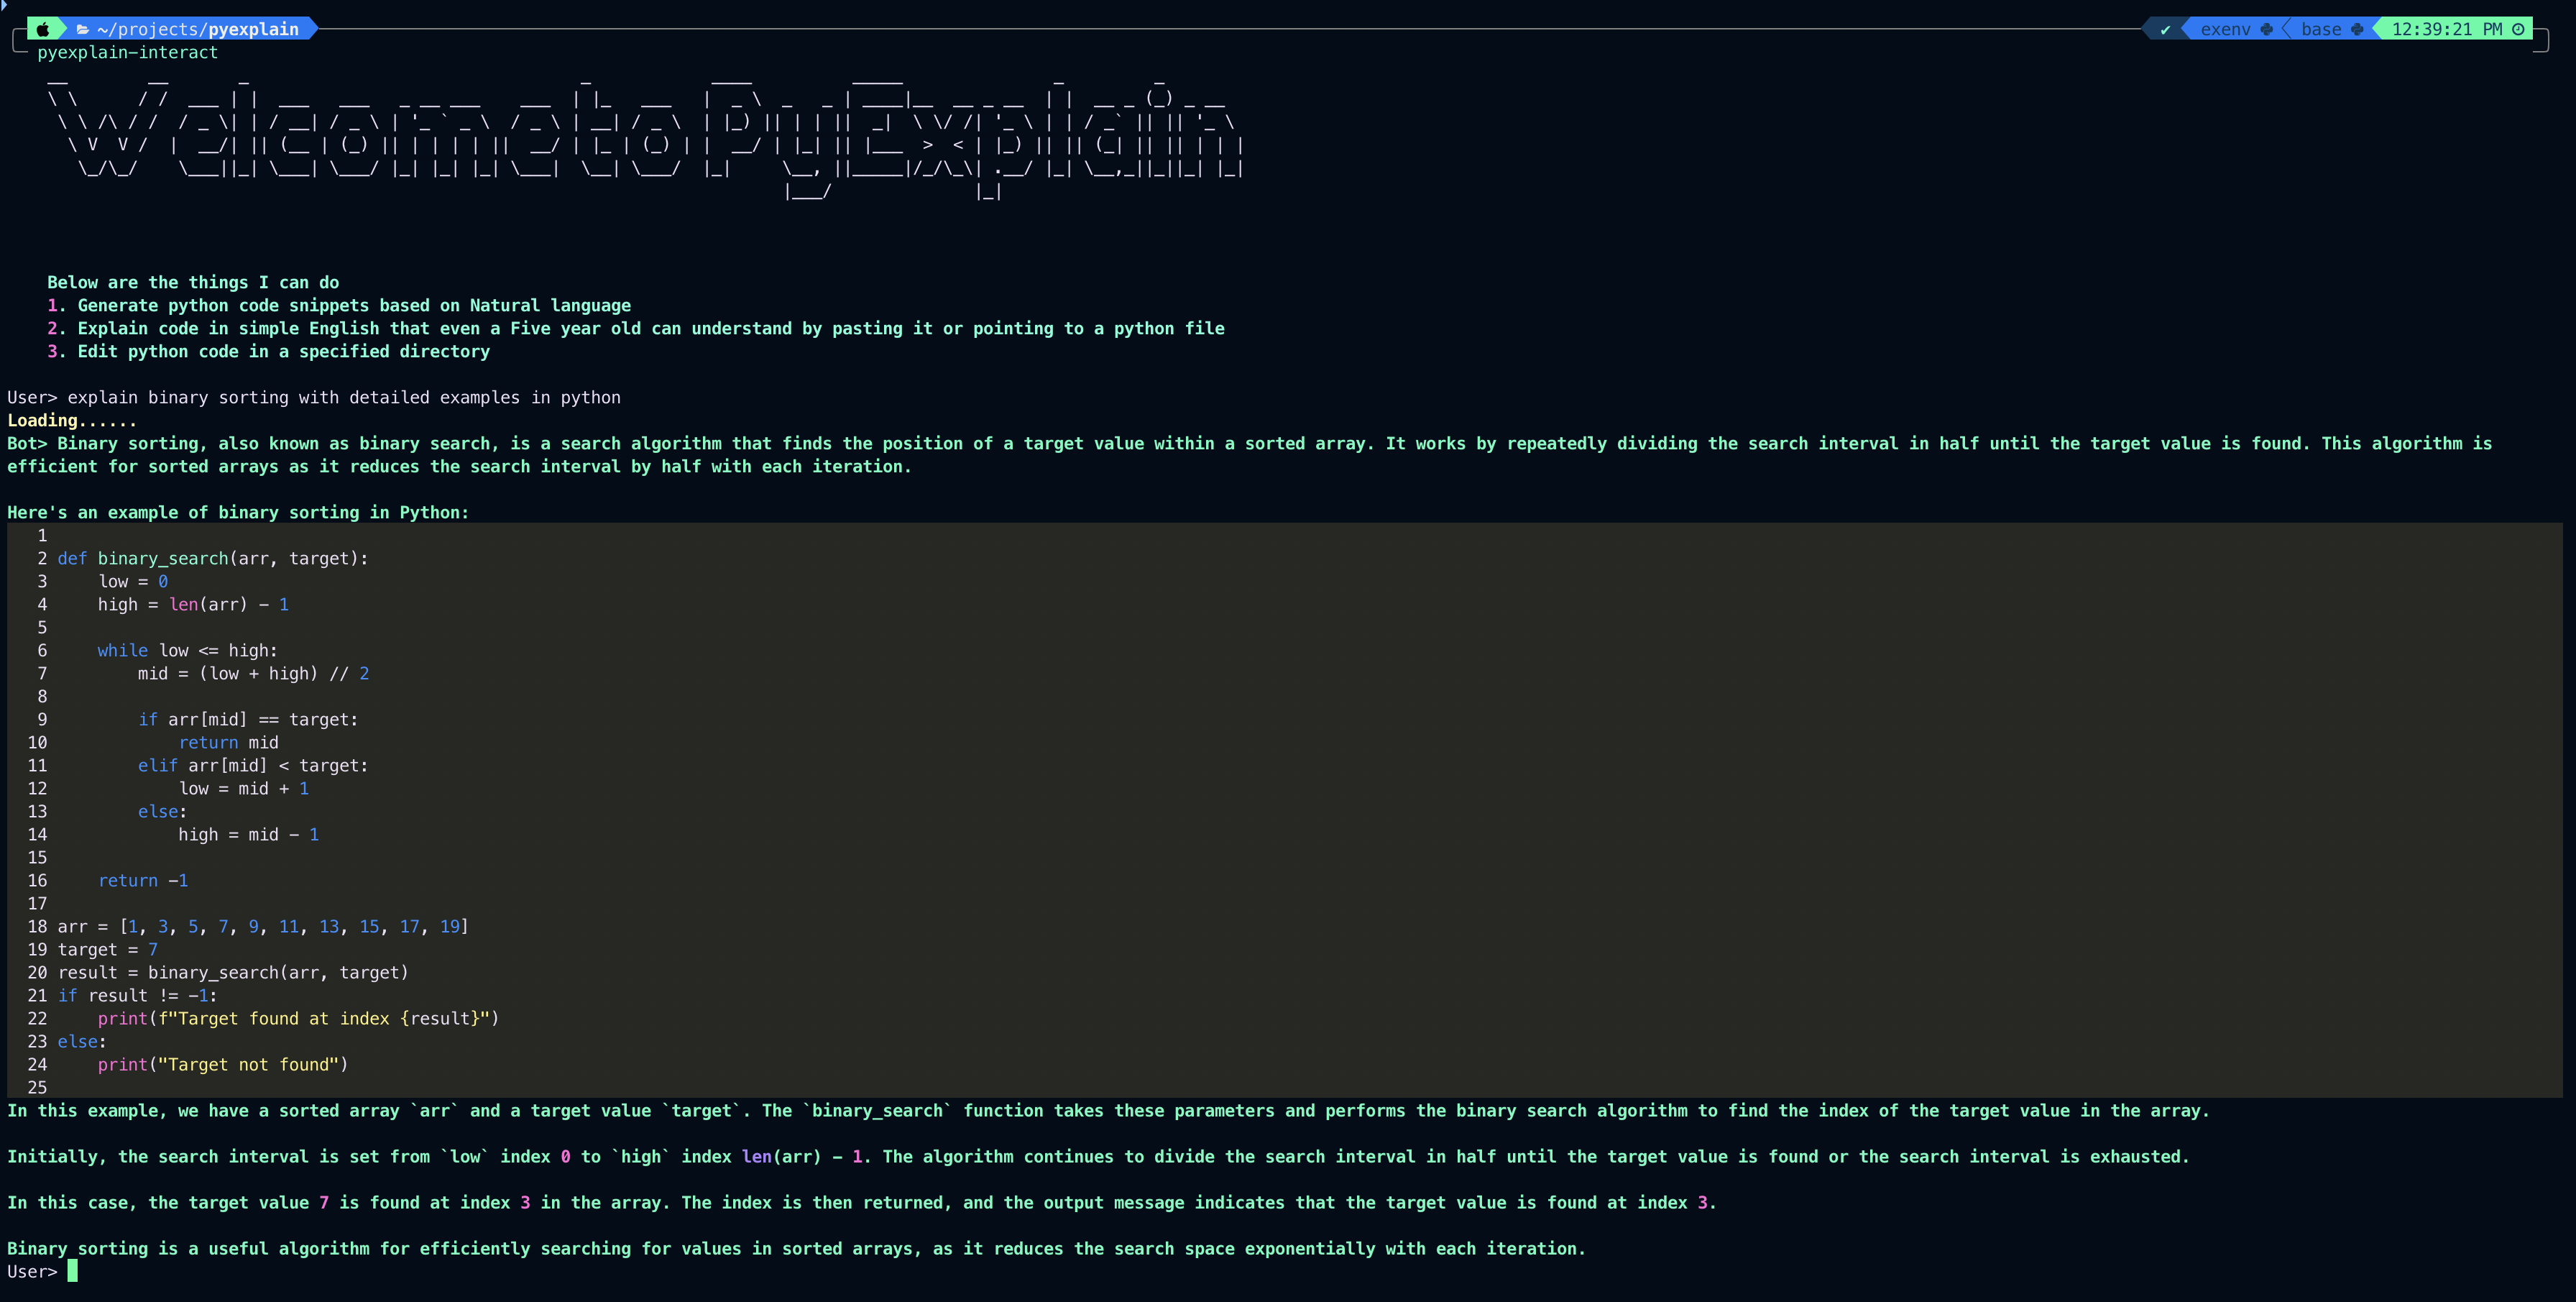 ~/projects/pyexplain
✔ exenv base 12:39:21 PM
pyexplain-interact
Welcome to PyExplain
Below are the things I can do
1. Generate python code snippets based on Natural language
2. Explain code in simple English that even a Five year old can understand by pasting it or pointing to a python file
3. Edit python code in a specified directory
User> explain binary sorting with detailed examples in python
Loading......
Bot> Binary sorting, also known as binary search, is a search algorithm that finds the position of a target value within a sorted array. It works by repeatedly dividing the search interval in half until the target value is found. This algorithm is
efficient for sorted arrays as it reduces the search interval by half with each iteration.
Here's an example of binary sorting in Python:
1
2 def binary_search(arr, target):
3     low = 0
4     high = len(arr) - 1
5
6     while low <= high:
7         mid = (low + high) // 2
8
9         if arr[mid] == target:
10             return mid
11         elif arr[mid] < target:
12             low = mid + 1
13         else:
14             high = mid - 1
15
16     return -1
17
18 arr = [1, 3, 5, 7, 9, 11, 13, 15, 17, 19]
19 target = 7
20 result = binary_search(arr, target)
21 if result != -1:
22     print(f"Target found at index {result}")
23 else:
24     print("Target not found")
25
In this example, we have a sorted array `arr` and a target value `target`. The `binary_search` function takes these parameters and performs the binary search algorithm to find the index of the target value in the array.
Initially, the search interval is set from `low` index 0 to `high` index len(arr) - 1. The algorithm continues to divide the search interval in half until the target value is found or the search interval is exhausted.
In this case, the target value 7 is found at index 3 in the array. The index is then returned, and the output message indicates that the target value is found at index 3.
Binary sorting is a useful algorithm for efficiently searching for values in sorted arrays, as it reduces the search space exponentially with each iteration.
User>